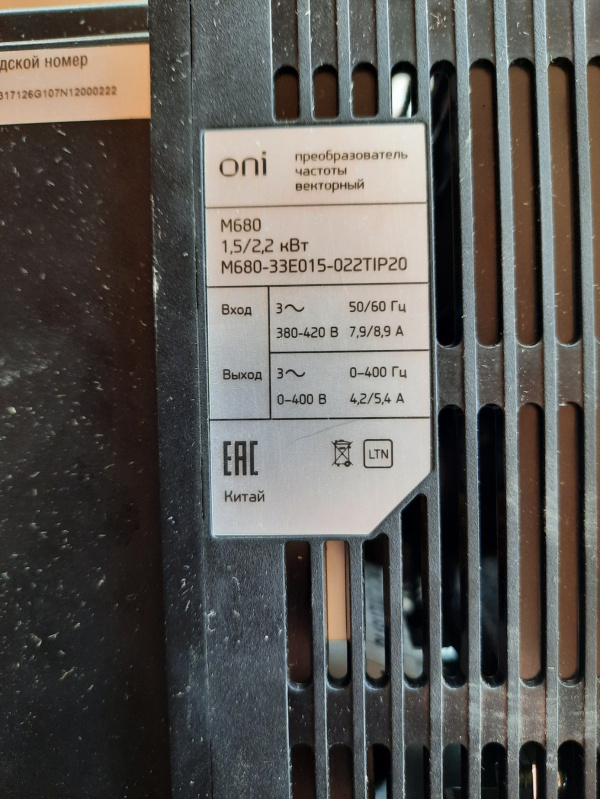 дской номер
317126G107N12000222
oni
преобразователь
частоты
векторный
M680
1,5/2,2 кВт
M680-33E015-022TIP20
Вход 3~ 50/60 Гц
380-420 В 7,9/8,9 А
Выход 3~ 0-400 Гц
0-400 В 4,2/5,4 А
EAC
LTN
Китай